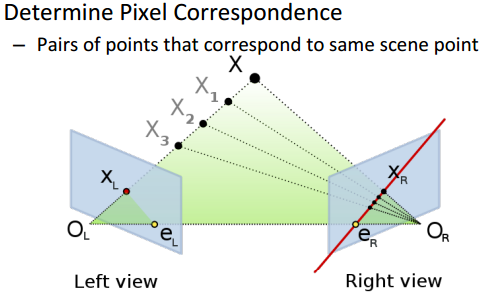 Determine Pixel Correspondence
– Pairs of points that correspond to same scene point
X
X1
X2
X3
XL
XR
OL
eL
eR
OR
Left view
Right view